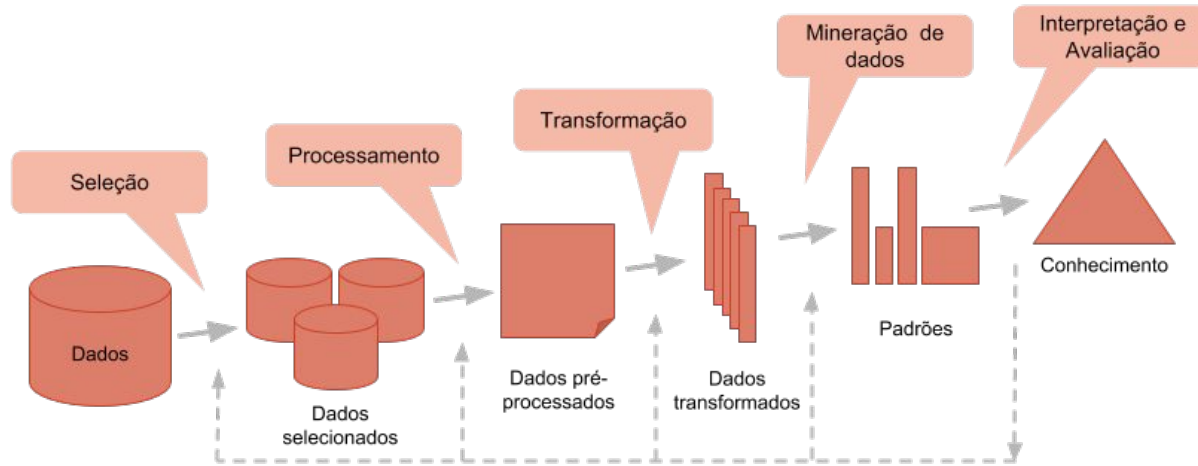 Seleção
Processamento
Transformação
Mineração de
dados
Interpretação e
Avaliação
Dados
Dados
selecionados
Dados pré-
processados
Dados
transformados
Padrões
Conhecimento